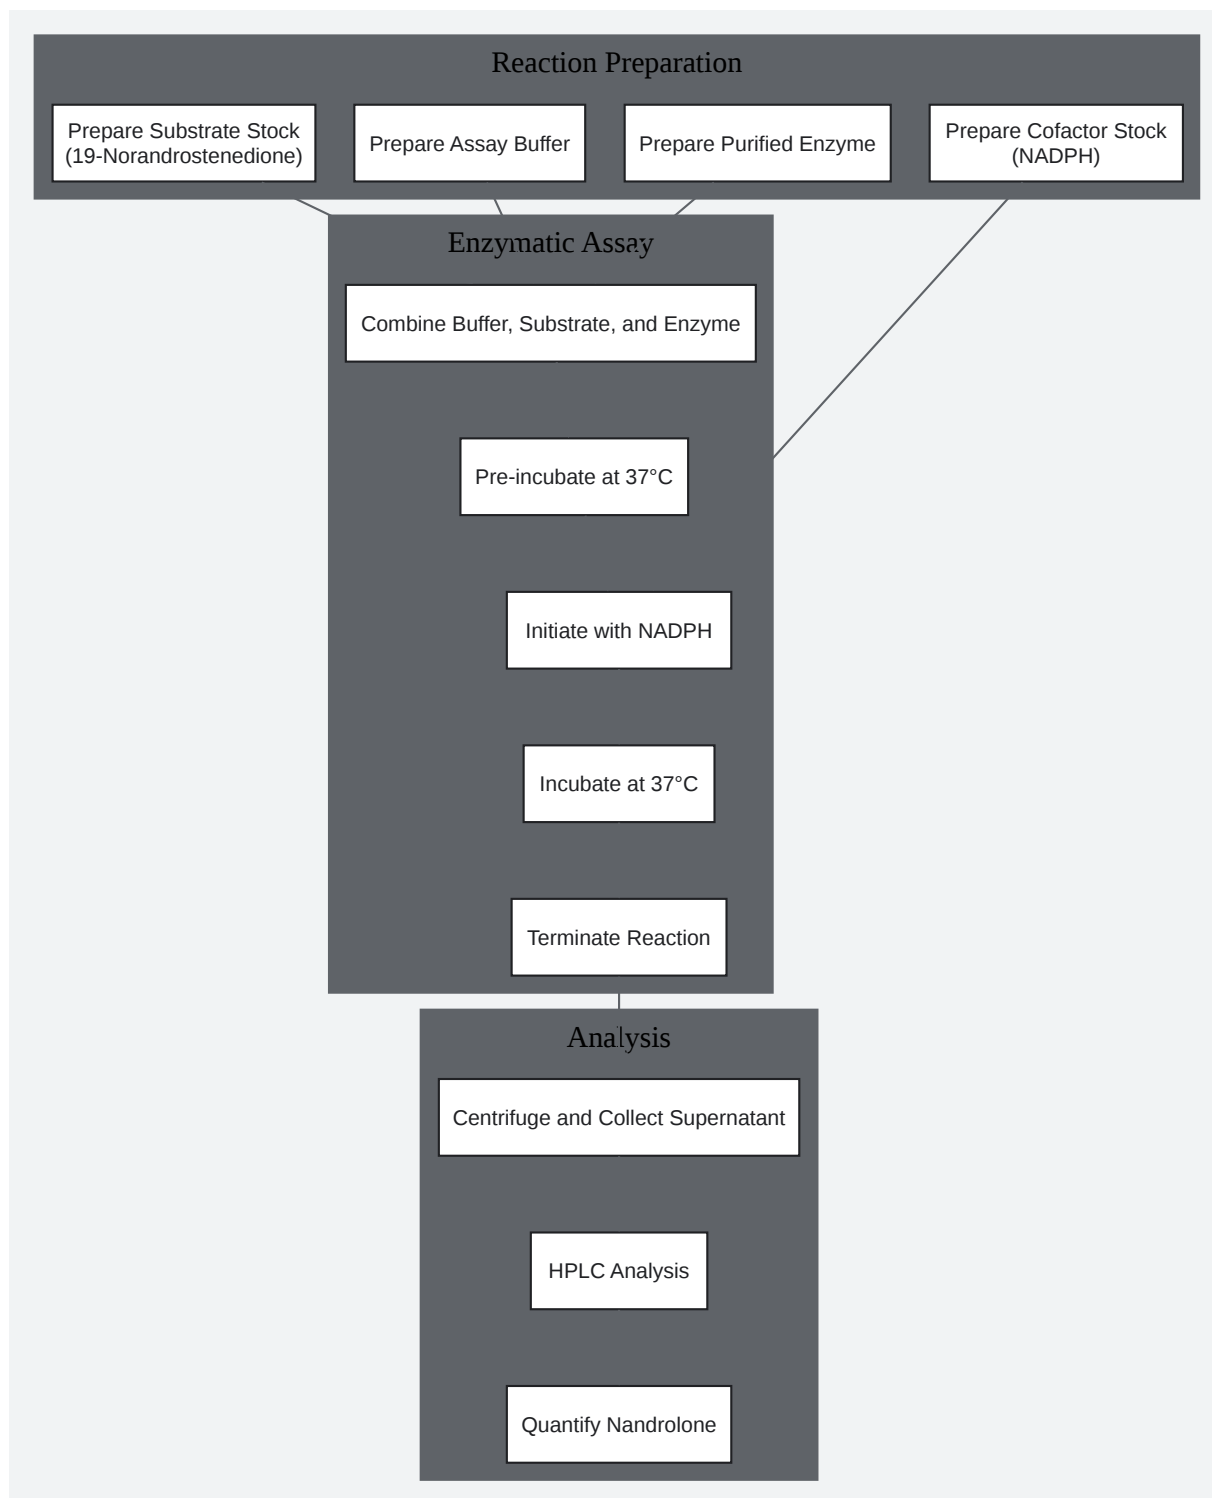 Reaction Preparation
Prepare Substrate Stock
(19-Norandrostenedione)
Prepare Assay Buffer
Prepare Purified Enzyme
Prepare Cofactor Stock
(NADPH)
Enzymatic Assay
Combine Buffer, Substrate, and Enzyme
Pre-incubate at 37°C
Initiate with NADPH
Incubate at 37°C
Terminate Reaction
Analysis
Centrifuge and Collect Supernatant
HPLC Analysis
Quantify Nandrolone